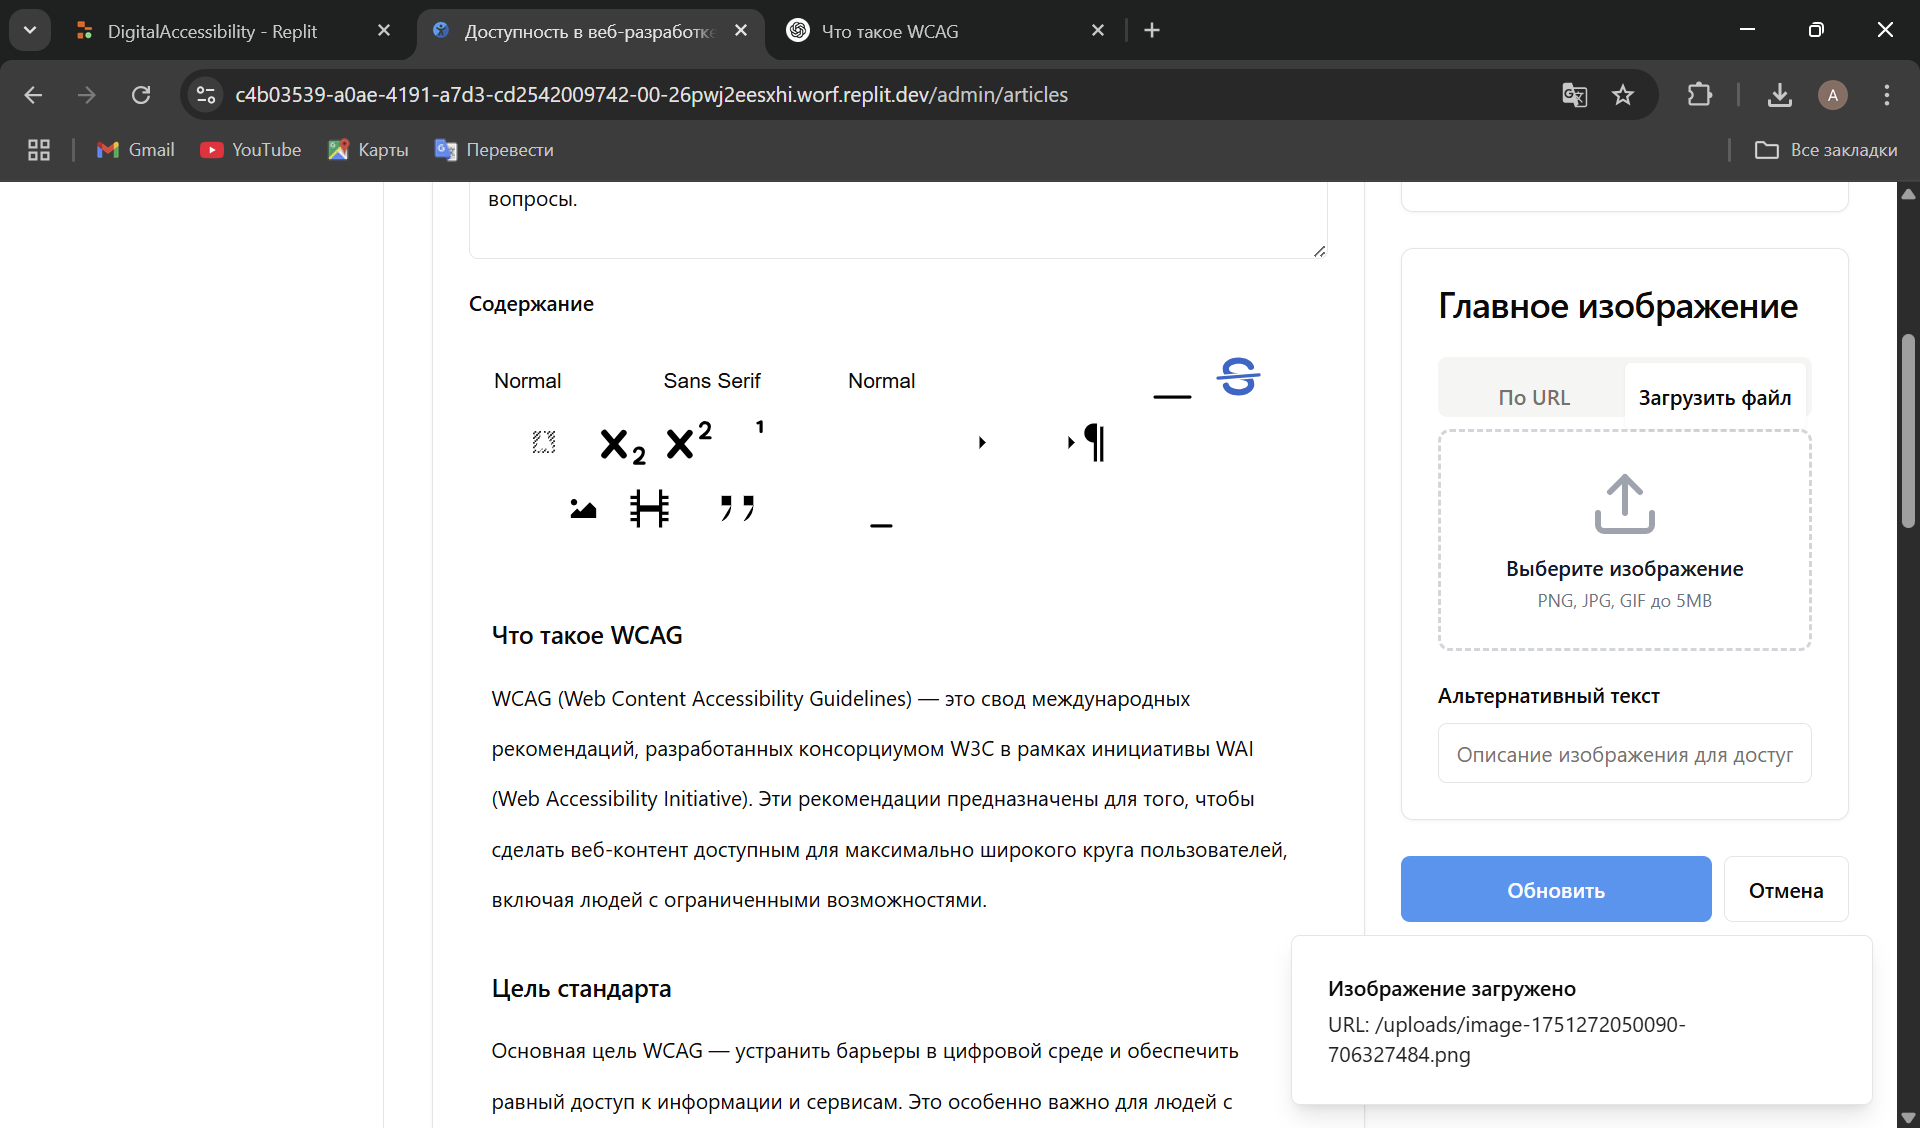 DigitalAccessibility - Replit
Доступность в веб-разработке
Что такое WCAG
c4b03539-a0ae-4191-a7d3-cd2542009742-00-26pwj2eesxhi.worf.replit.dev/admin/articles
A
Gmail
YouTube
Карты
Перевести
Все закладки
вопросы.
Содержание
Normal
Sans Serif
Normal
Что такое WCAG
WCAG (Web Content Accessibility Guidelines) — это свод международных
рекомендаций, разработанных консорциумом W3C в рамках инициативы WAI
(Web Accessibility Initiative). Эти рекомендации предназначены для того, чтобы
сделать веб-контент доступным для максимально широкого круга пользователей,
включая людей с ограниченными возможностями.
Цель стандарта
Основная цель WCAG — устранить барьеры в цифровой среде и обеспечить
равный доступ к информации и сервисам. Это особенно важно для людей с
Главное изображение
По URL
Загрузить файл
Выберите изображение
PNG, JPG, GIF до 5MB
Альтернативный текст
Описание изображения для достуг
Обновить
Отмена
Изображение загружено
URL: /uploads/image-1751272050090-
706327484.png